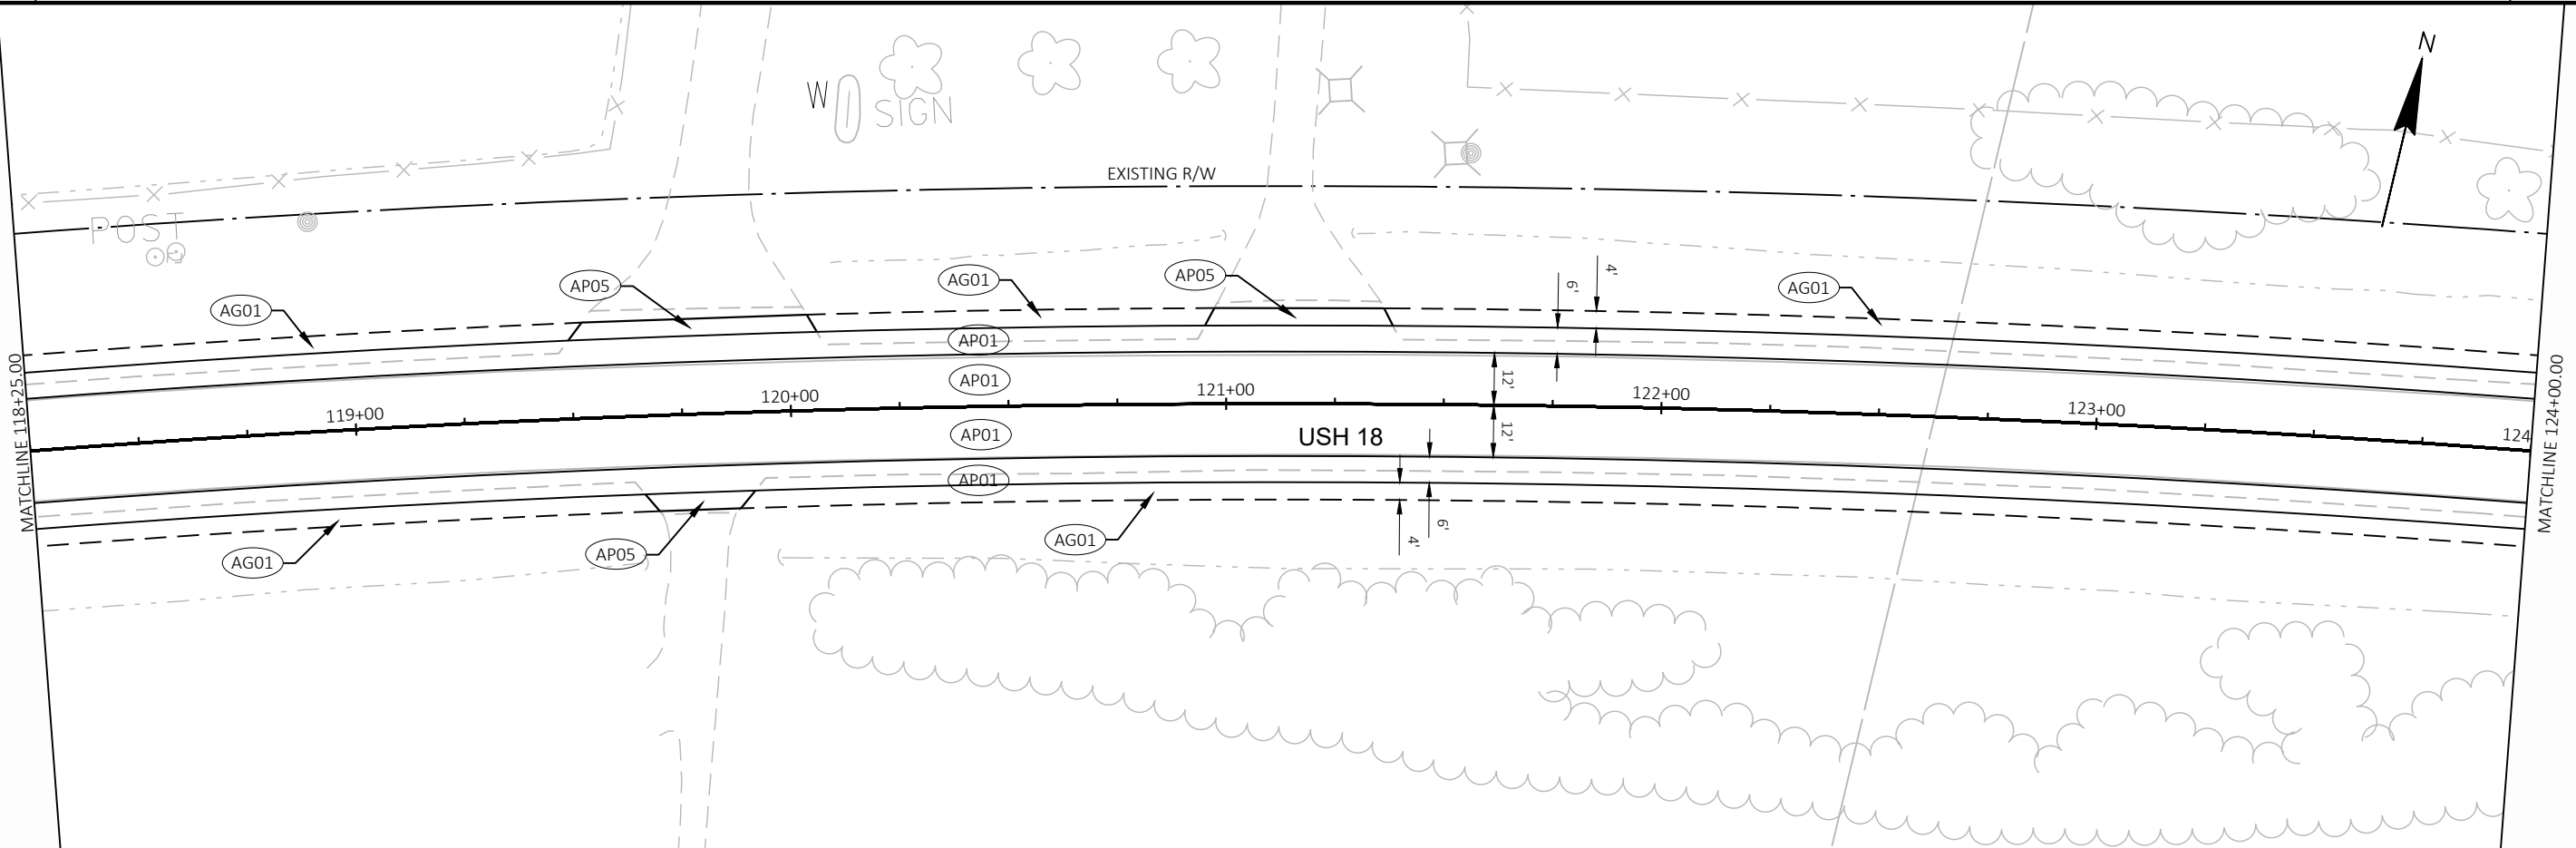 N
W SIGN
EXISTING R/W
POST
4'
6'
AP05
AG01
AP05
AG01
AG01
AP01
MATCHLINE 118+25.00
MATCHLINE 124+00.00
12'
AP01
119+00
120+00
121+00
122+00
123+00
124
12'
AP01
USH 18
AP01
6'
4'
AG01
AP05
AG01